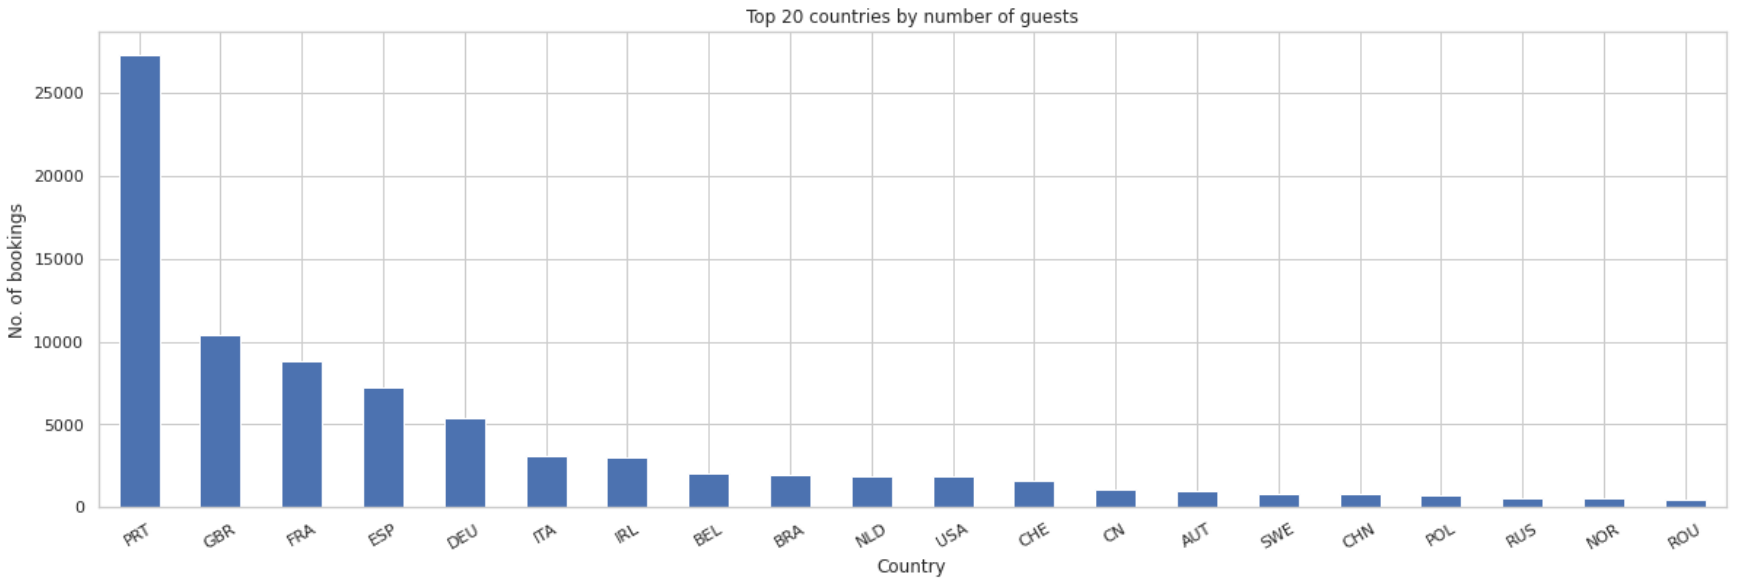 Top 20 countries by number of guests
No. of bookings
25000
20000
15000
10000
5000
0
PRT GBR FRA ESP DEU ITA IRL BEL BRA NLD USA CHE CN AUT SWE CHN POL RUS NOR ROU
Country